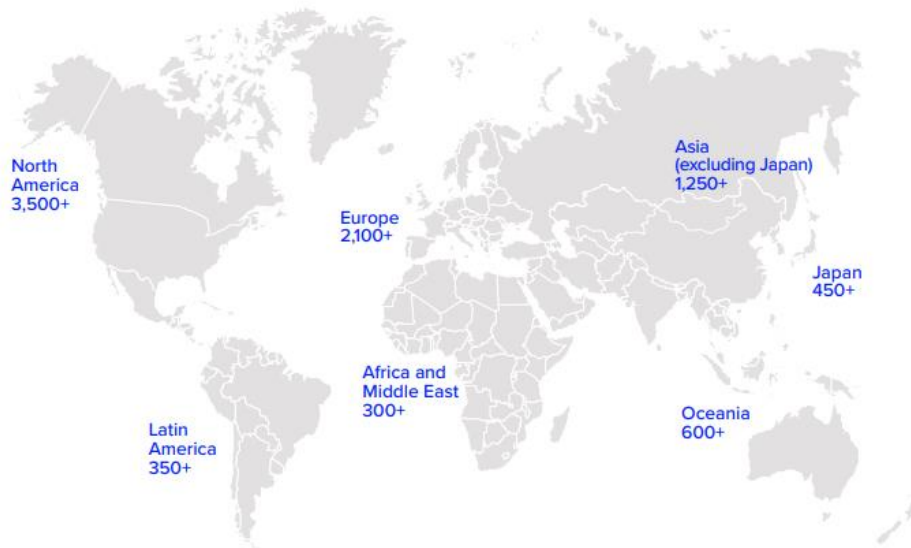 North
America
3,500+
Europe
2,100+
Asia
(excluding Japan)
1,250+
Japan
450+
Africa and
Middle East
300+
Latin
America
350+
Oceania
600+